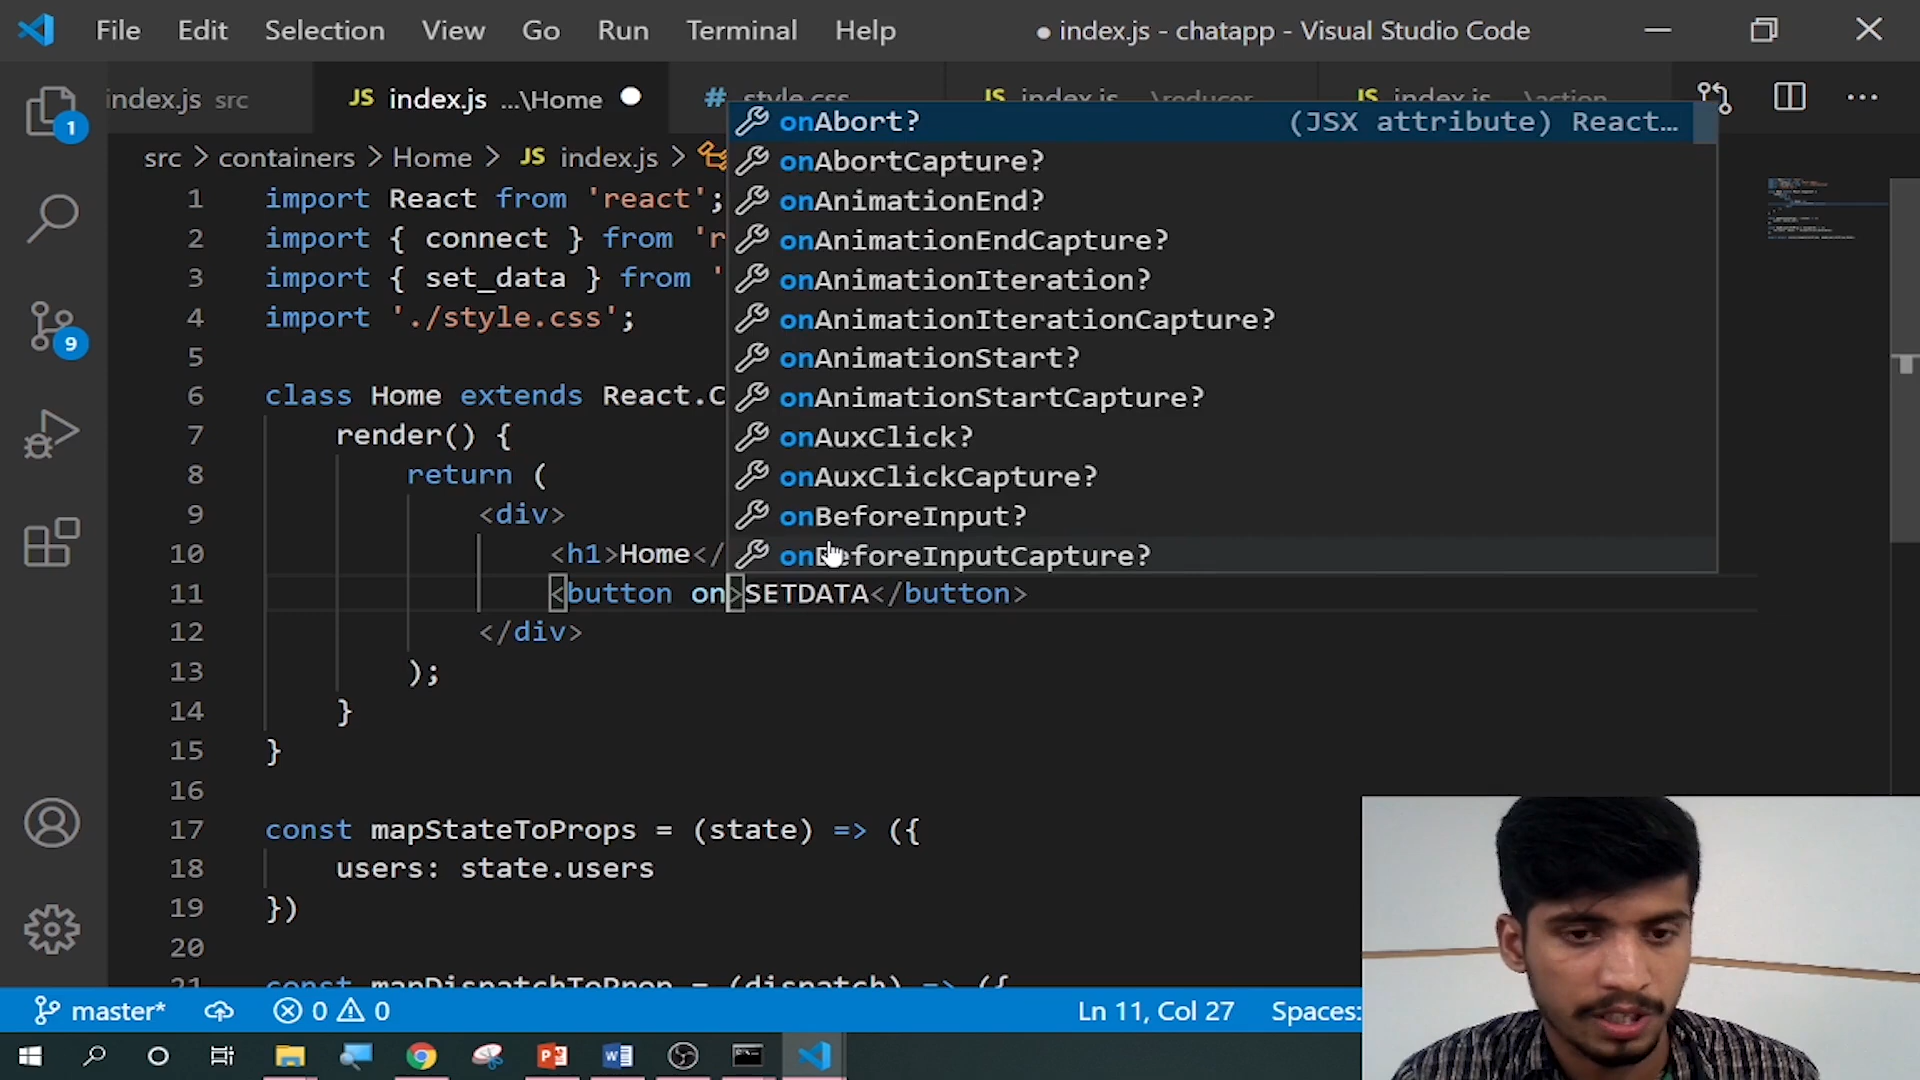 File Edit Selection View Go Run Terminal Help ● index.js - chatapp - Visual Studio Code
index.js src JS index.js ...\Home # style.css JS index.js ...\reducer JS index.js ...\action ...
src > containers > Home > JS index.js >
1 import React from 'react';
2 import { connect } from 'r
3 import { set_data } from '
4 import './style.css';
5
6 class Home extends React.C
7 render() {
8 return (
9 <div>
10 <h1>Home</
11 <button on>SETDATA</button>
12 </div>
13 );
14 }
15 }
16
17 const mapStateToProps = (state) => ({
18 users: state.users
19 })
20
21 const mapDispatchToProp = (dispatch) => ({
onAbort? (JSX attribute) React...
onAbortCapture?
onAnimationEnd?
onAnimationEndCapture?
onAnimationIteration?
onAnimationIterationCapture?
onAnimationStart?
onAnimationStartCapture?
onAuxClick?
onAuxClickCapture?
onBeforeInput?
onBeforeInputCapture?
1
9
master* 0 0 Ln 11, Col 27 Spaces: